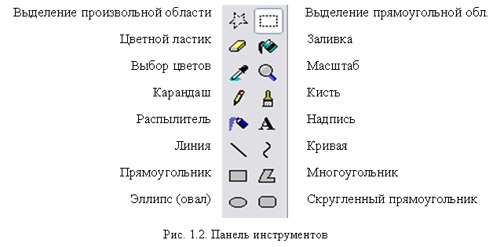 Выделение произвольной области Выделение прямоугольной обл.
Цветной ластик Заливка
Выбор цветов Масштаб
Карандаш Кисть
Распылитель A Надпись
Линия Кривая
Прямоугольник Многоугольник
Эллипс (овал) Скругленный прямоугольник
Рис. 1.2. Панель инструментов